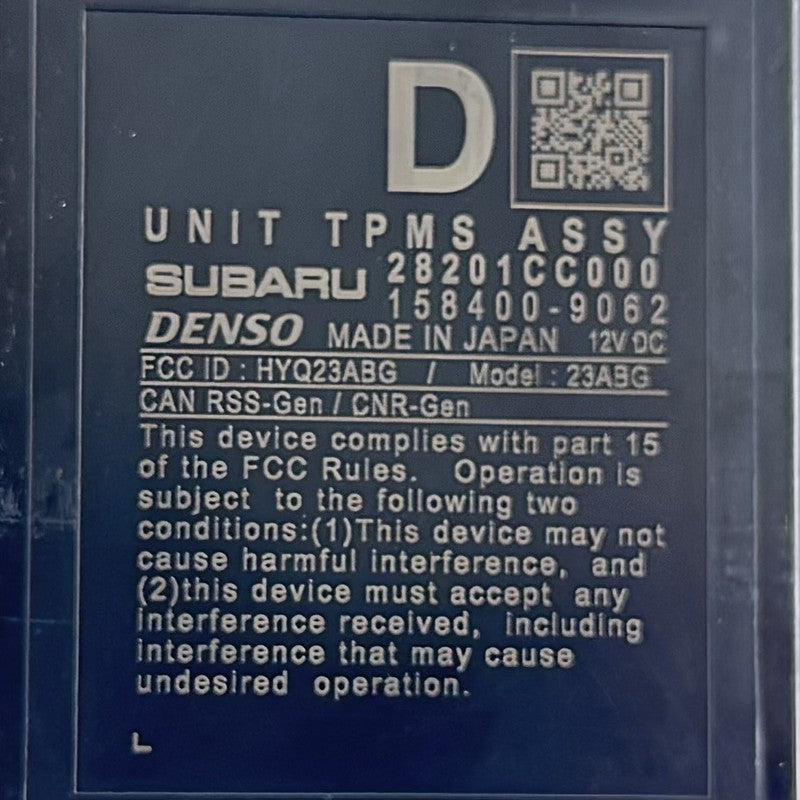 D
UNIT TPMS ASSY
SUBARU 28201CC000
158400-9062
DENSO MADE IN JAPAN 12V DC
FCC ID : HYQ23ABG / Model : 23ABG
CAN RSS-Gen / CNR-Gen
This device complies with part 15
of the FCC Rules. Operation is
subject to the following two
conditions:(1)This device may not
cause harmful interference, and
(2)this device must accept any
interference received, including
interference that may cause
undesired operation.
L